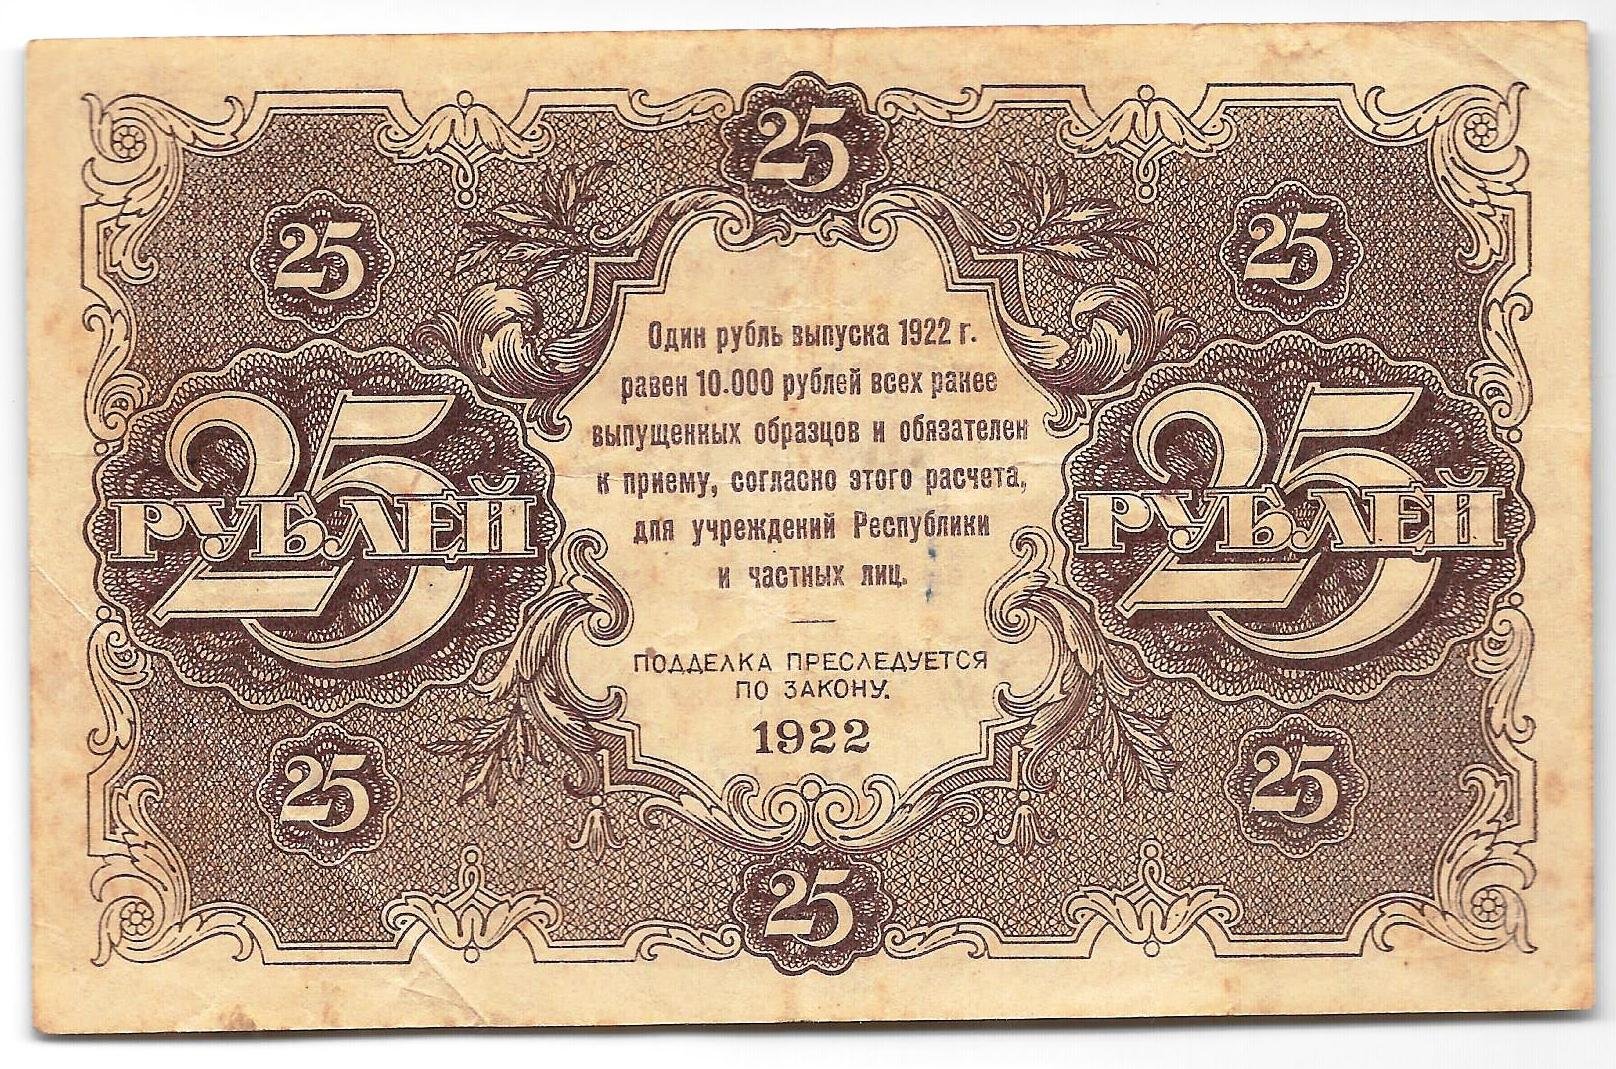 25
25
25
Один рубль выпуска 1922 г.
равен 10.000 рублей всех ранее
выпущенных образцов и обязателен
к приему, согласно этого расчета,
для учреждений Республики
и частных лиц.
25
РУБЛЕЙ
25
РУБЛЕЙ
ПОДДЕЛКА ПРЕСЛЕДУЕТСЯ
ПО ЗАКОНУ.
1922
25
25
25